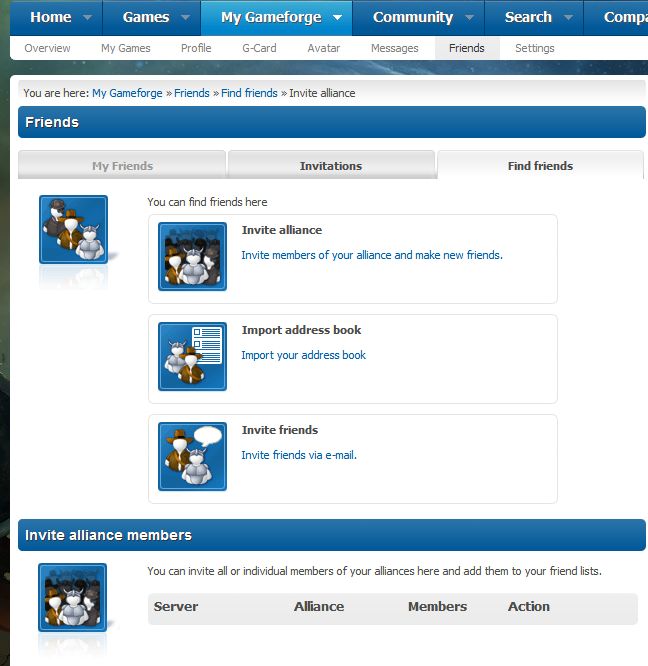 Home Games My Gameforge Community Search
Overview My Games Profile G-Card Avatar Messages Friends Settings
You are here: My Gameforge » Friends » Find friends » Invite alliance
Friends
My Friends Invitations Find friends
You can find friends here
Invite alliance
Invite members of your alliance and make new friends.
Import address book
Import your address book
Invite friends
Invite friends via e-mail.
Invite alliance members
You can invite all or individual members of your alliances here and add them to your friend lists.
Server Alliance Members Action